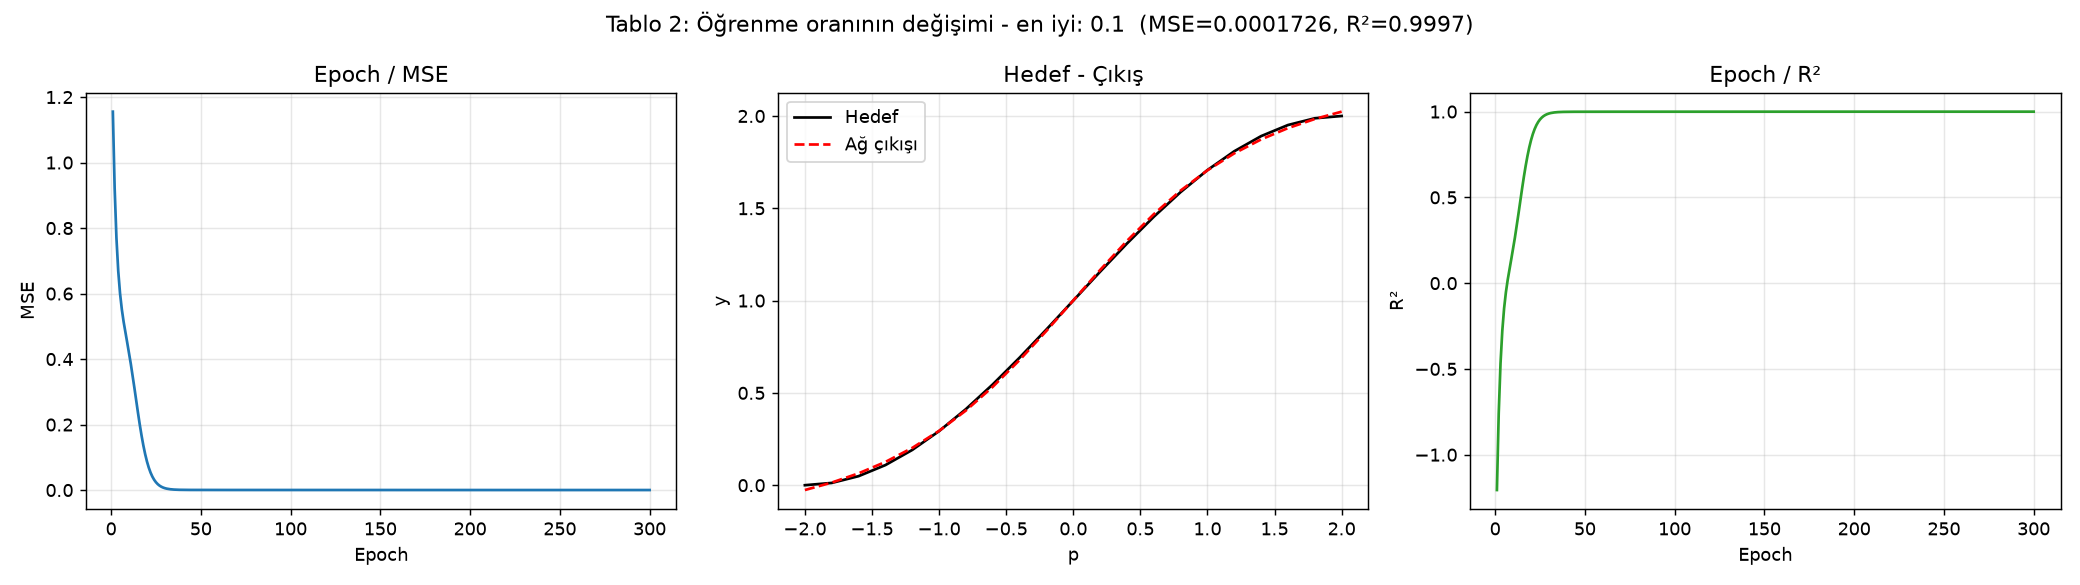 Tablo 2: Öğrenme oranının değişimi - en iyi: 0.1  (MSE=0.0001726, R²=0.9997)
Epoch / MSE
1.2
1.0
0.8
0.6
0.4
0.2
0.0
MSE
0 50 100 150 200 250 300
Epoch
Hedef - Çıkış
Hedef
Ağ çıkışı
2.0
1.5
1.0
0.5
0.0
y
−2.0 −1.5 −1.0 −0.5 0.0 0.5 1.0 1.5 2.0
p
Epoch / R²
1.0
0.5
0.0
−0.5
−1.0
R²
0 50 100 150 200 250 300
Epoch